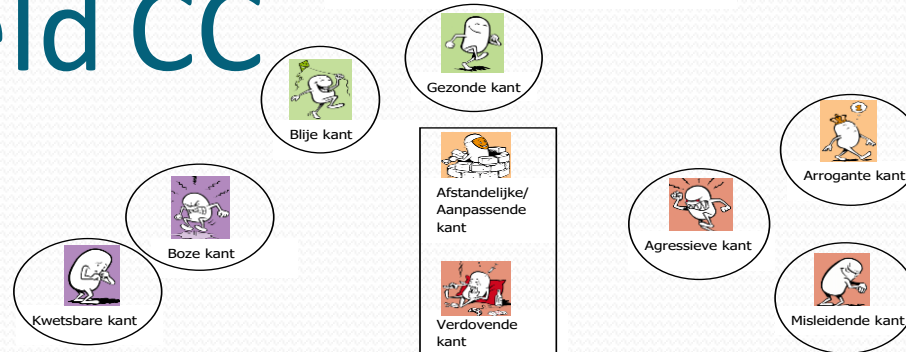 eld CC
Gezonde kant
Blije kant
Afstandelijke/
Aanpassende
kant
Arrogante kant
Boze kant
Agressieve kant
Kwetsbare kant
Verdovende
kant
Misleidende kant